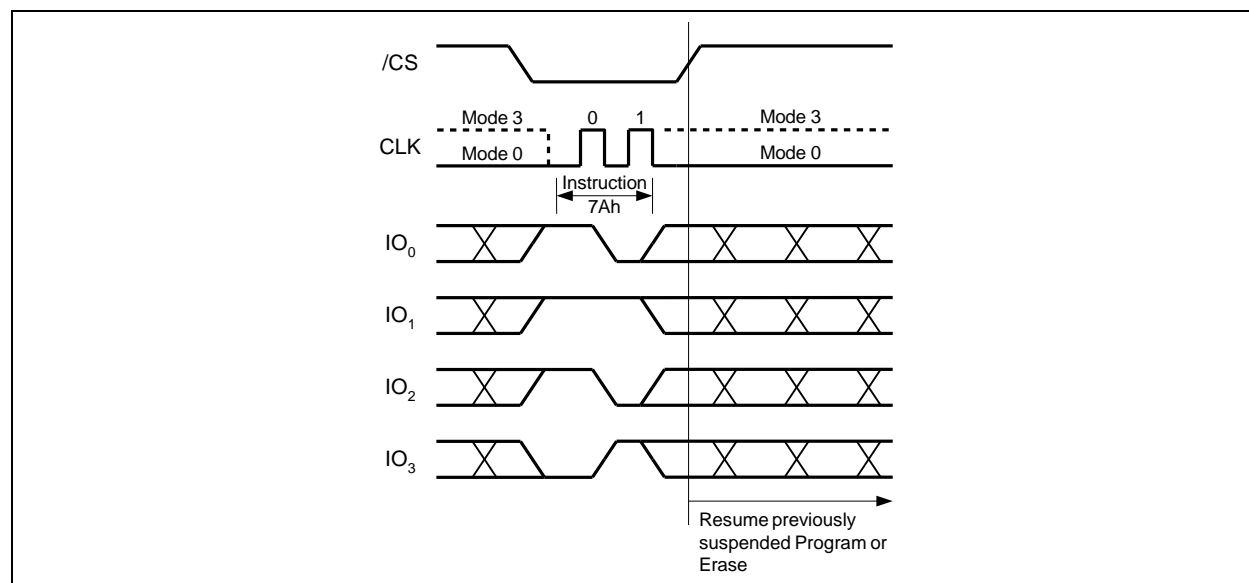 /CS
Mode 3 0 1 Mode 3
CLK
Mode 0 Mode 0
Instruction
7Ah
IO0
IO1
IO2
IO3
Resume previously
suspended Program or
Erase